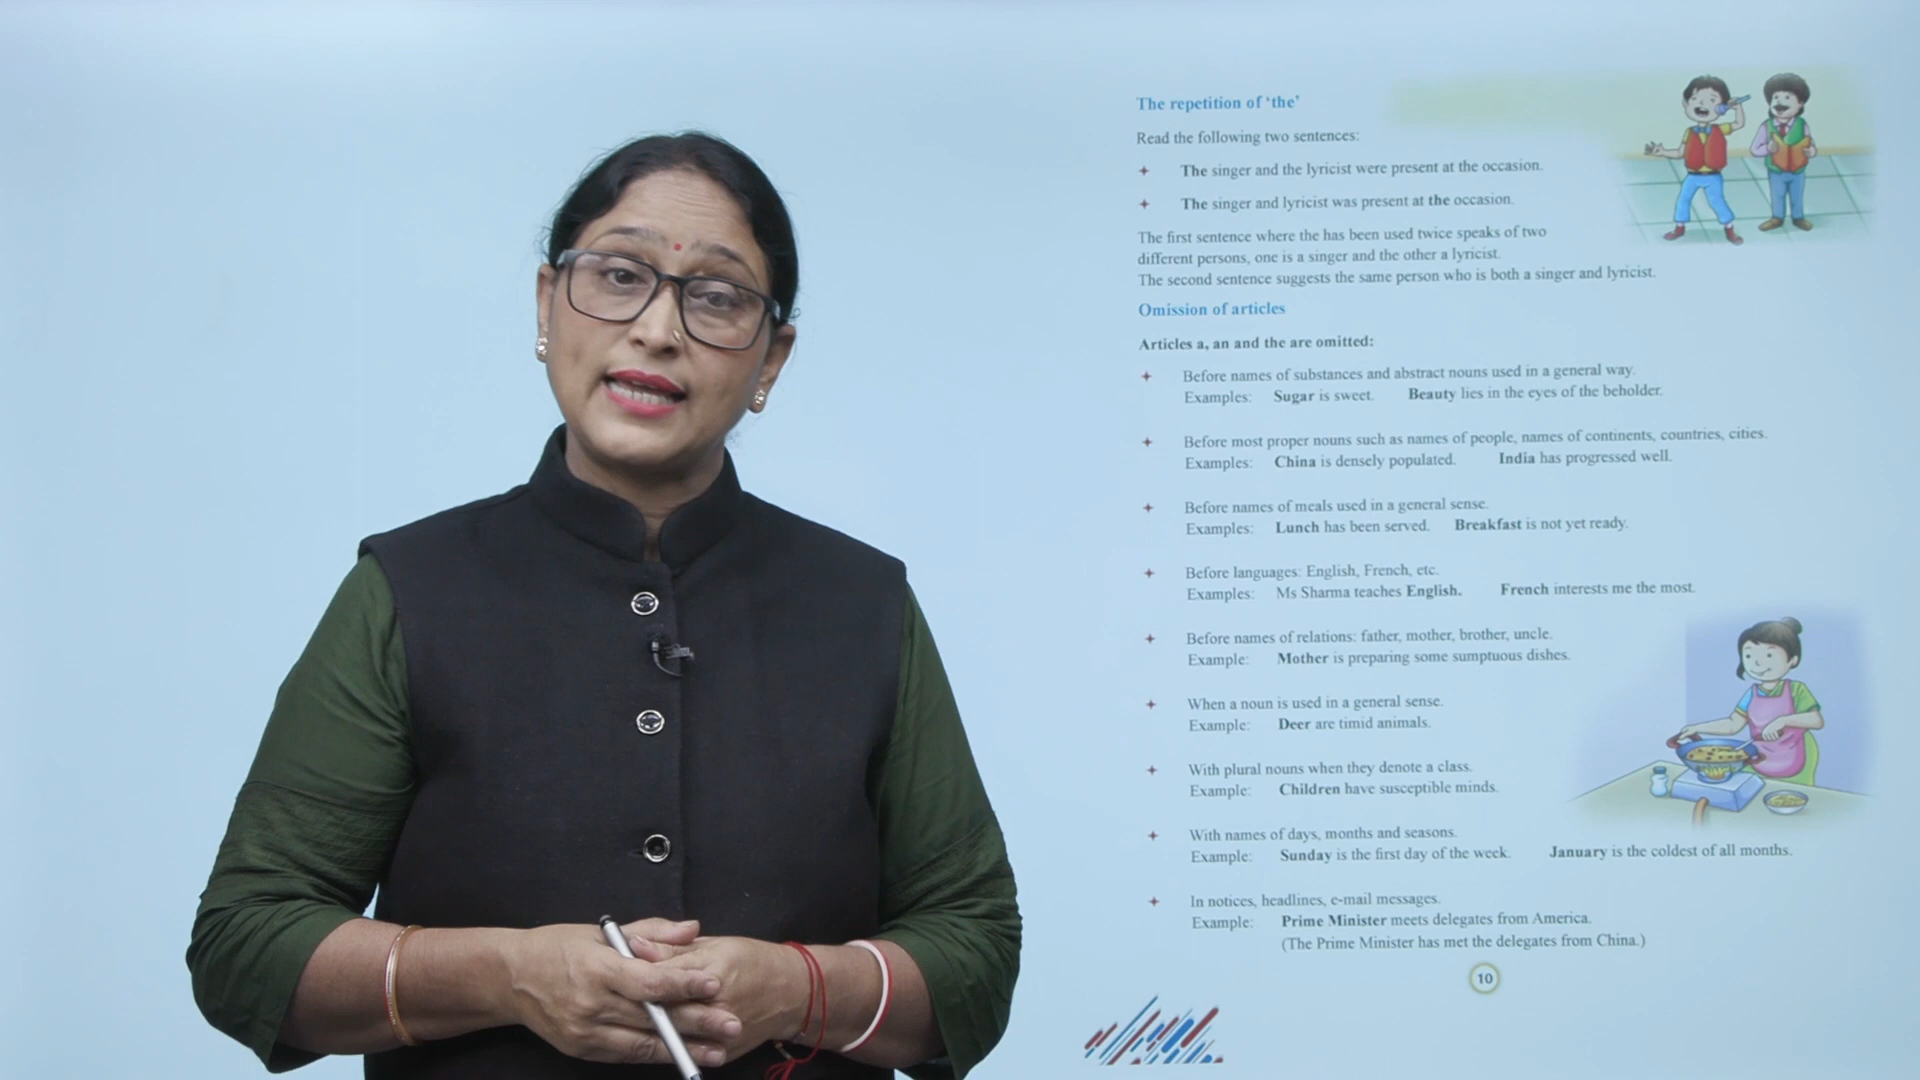 The repetition of ‘the’
Read the following two sentences:
The singer and the lyricist were present at the occasion.
The singer and lyricist was present at the occasion.
The first sentence where the has been used twice speaks of two
different persons, one is a singer and the other a lyricist.
The second sentence suggests the same person who is both a singer and lyricist.
Omission of articles
Articles a, an and the are omitted:
Before names of substances and abstract nouns used in a general way.
Examples: Sugar is sweet. Beauty lies in the eyes of the beholder.
Before most proper nouns such as names of people, names of continents, countries, cities.
Examples: China is densely populated. India has progressed well.
Before names of meals used in a general sense.
Examples: Lunch has been served. Breakfast is not yet ready.
Before languages: English, French, etc.
Examples: Ms Sharma teaches English. French interests me the most.
Before names of relations: father, mother, brother, uncle.
Example: Mother is preparing some sumptuous dishes.
When a noun is used in a general sense.
Example: Deer are timid animals.
With plural nouns when they denote a class.
Example: Children have susceptible minds.
With names of days, months and seasons.
Example: Sunday is the first day of the week. January is the coldest of all months.
In notices, headlines, e-mail messages.
Example: Prime Minister meets delegates from America.
(The Prime Minister has met the delegates from China.)
10